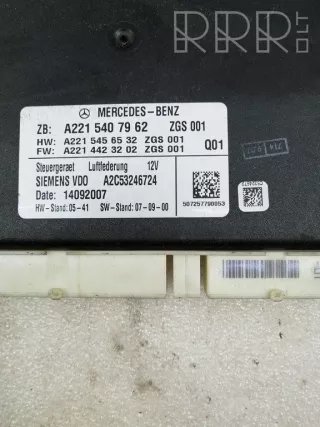 RRR.lt
MERCEDES-BENZ
ZB: A221 540 79 62 ZGS 001
HW: A221 545 65 32 ZGS 001
FW: A221 442 32 02 ZGS 001 Q01
Steuergeraet Luftfederung 12V
SIEMENS VDO A2C53246724
Date: 14092007
HW-Stand: 05-41 SW-Stand: 07-09-00
507257790053